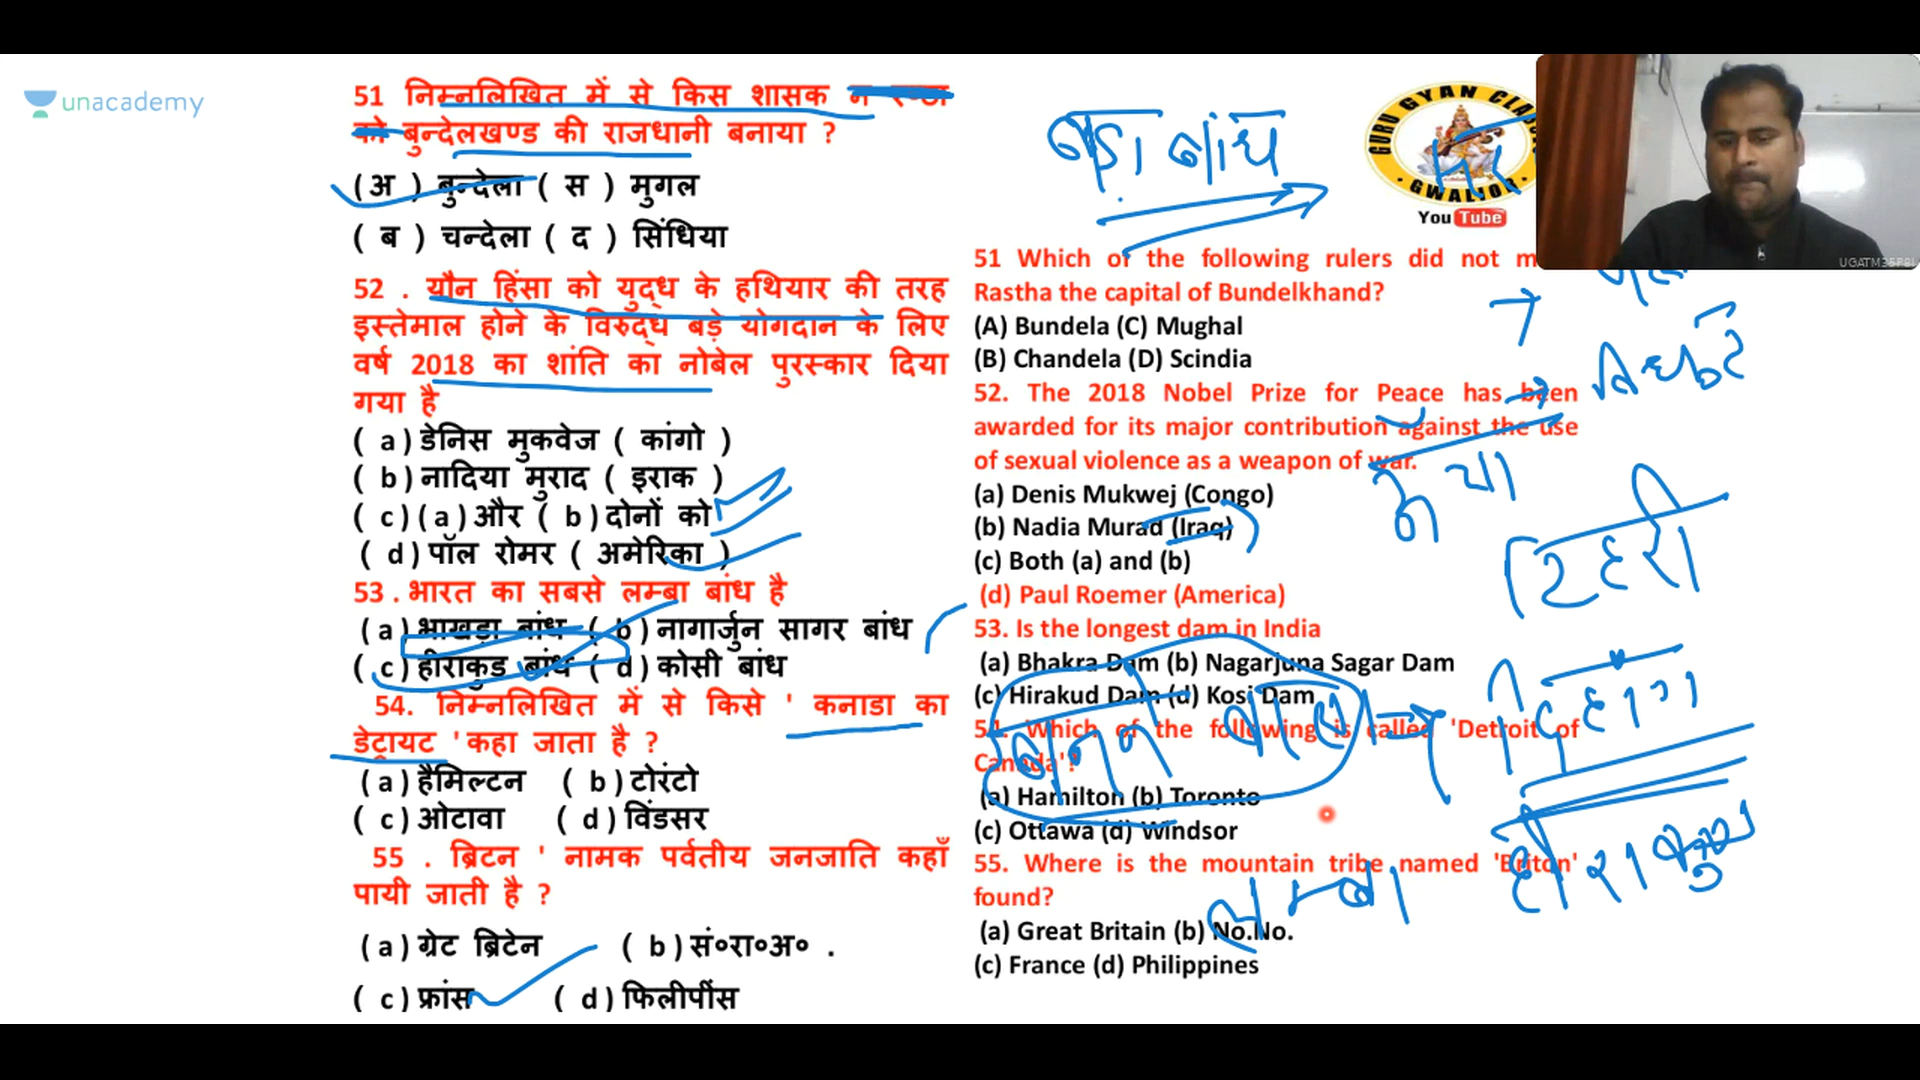 unacademy
51 निम्नलिखित में से किस शासक
को बुन्देलखण्ड की राजधानी बनाया ?
(अ ) बुन्देला ( स ) मुगल
( ब ) चन्देला ( द ) सिंधिया
52 . यौन हिंसा को युद्ध के हथियार की तरह
इस्तेमाल होने के विरुद्ध बड़े योगदान के लिए
वर्ष 2018 का शांति का नोबेल पुरस्कार दिया
गया है
( a ) डेनिस मुकवेज ( कांगो )
( b ) नादिया मुराद ( इराक )
( c ) ( a ) और ( b ) दोनों को
( d ) पॉल रोमर ( अमेरिका )
53 . भारत का सबसे लम्बा बांध है
( a ) भाखड़ा बांध ( b ) नागार्जुन सागर बांध
( c ) हीराकुड बांध ( d ) कोसी बांध
54. निम्नलिखित में से किसे ' कनाडा का
डेट्रायट ' कहा जाता है ?
( a ) हैमिल्टन ( b ) टोरंटो
( c ) ओटावा ( d ) विंडसर
55 . ब्रिटन ' नामक पर्वतीय जनजाति कहाँ
पायी जाती है ?
( a ) ग्रेट ब्रिटेन ( b ) सं०रा०अ० .
( c ) फ्रांस ( d ) फिलीपींस
बड़ा बांध
GURU GYAN
GWALIOR
You Tube
UGATM35P8L
51 Which of the following rulers did not
Rastha the capital of Bundelkhand?
(A) Bundela (C) Mughal
(B) Chandela (D) Scindia
52. The 2018 Nobel Prize for Peace has been
awarded for its major contribution against the use
of sexual violence as a weapon of war.
(a) Denis Mukwej (Congo)
(b) Nadia Murad (Iraq)
(c) Both (a) and (b)
(d) Paul Roemer (America)
53. Is the longest dam in India
(a) Bhakra Dam (b) Nagarjuna Sagar Dam
(c) Hirakud Dam (d) Kosi Dam
54. Which of the following is called 'Detroit of
Canada'?
(a) Hamilton (b) Toronto
(c) Ottawa (d) Windsor
55. Where is the mountain tribe named 'Briton'
found?
(a) Great Britain (b) No.No.
(c) France (d) Philippines
टिहरी
बनने वाला
दिहांग
लम्बा
हीराकुण्ड